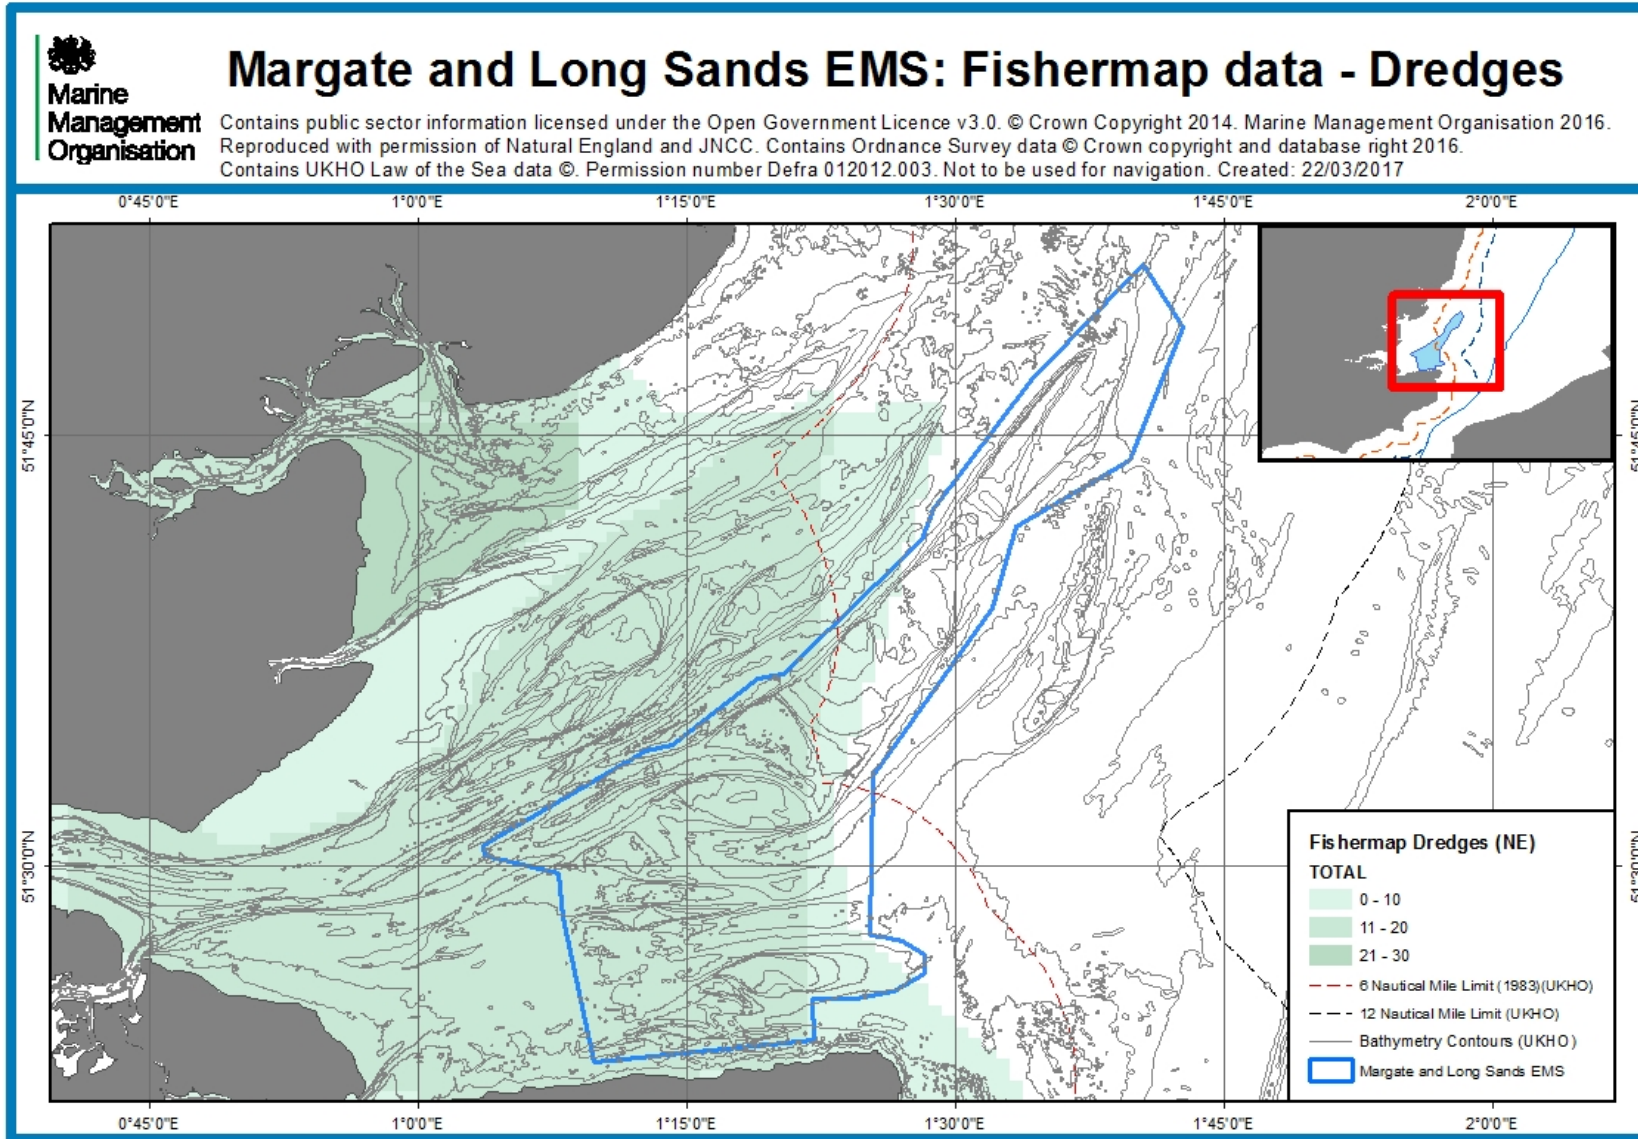 Marine
Management
Organisation
Margate and Long Sands EMS: Fishermap data - Dredges
Contains public sector information licensed under the Open Government Licence v3.0. © Crown Copyright 2014. Marine Management Organisation 2016.
Reproduced with permission of Natural England and JNCC. Contains Ordnance Survey data © Crown copyright and database right 2016.
Contains UKHO Law of the Sea data ©. Permission number Defra 012012.003. Not to be used for navigation. Created: 22/03/2017
0°45'0"E 1°0'0"E 1°15'0"E 1°30'0"E 1°45'0"E 2°0'0"E
51°45'0"N
51°45'0"N
51°30'0"N
51°30'0"N
Fishermap Dredges (NE)
TOTAL
0 - 10
11 - 20
21 - 30
6 Nautical Mile Limit (1983)(UKHO)
12 Nautical Mile Limit (UKHO)
Bathymetry Contours (UKHO)
Margate and Long Sands EMS
0°45'0"E 1°0'0"E 1°15'0"E 1°30'0"E 1°45'0"E 2°0'0"E